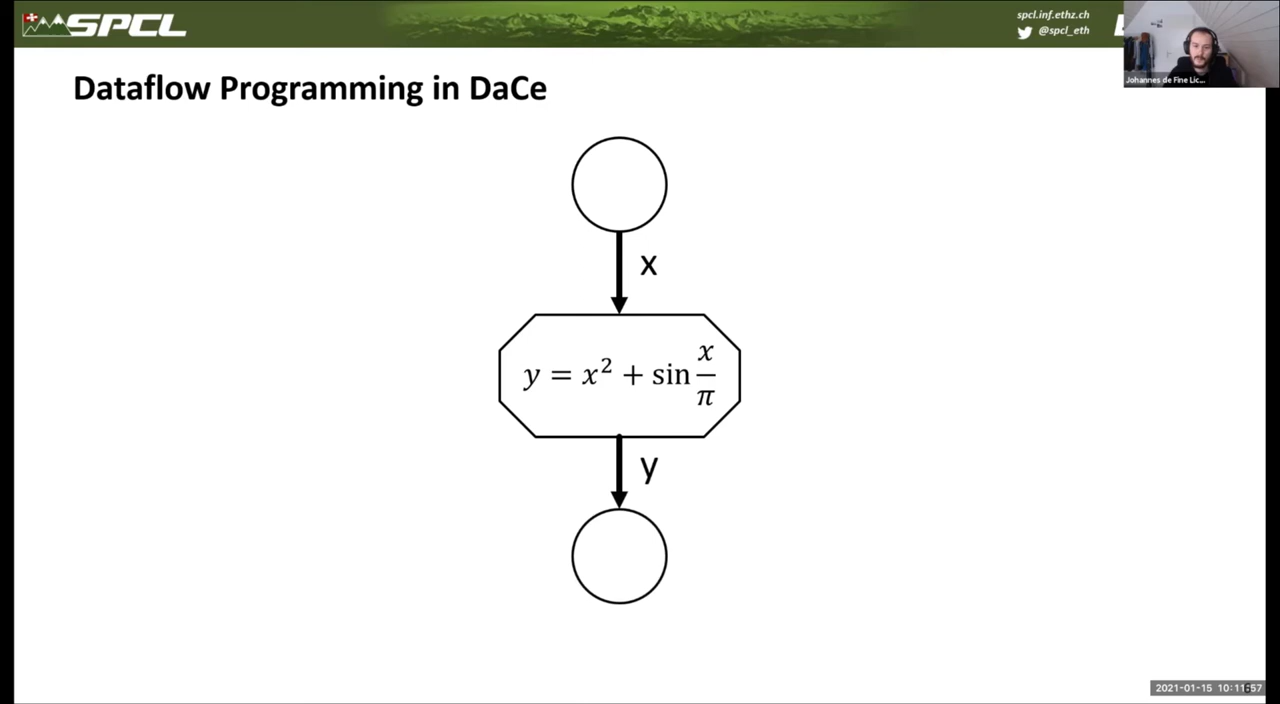 SPCL
spcl.inf.ethz.ch
@spcl_eth
Johannes de Fine Lic...
Dataflow Programming in DaCe
x
y = x² + sin x/π
y
2021-01-15 10:11:57